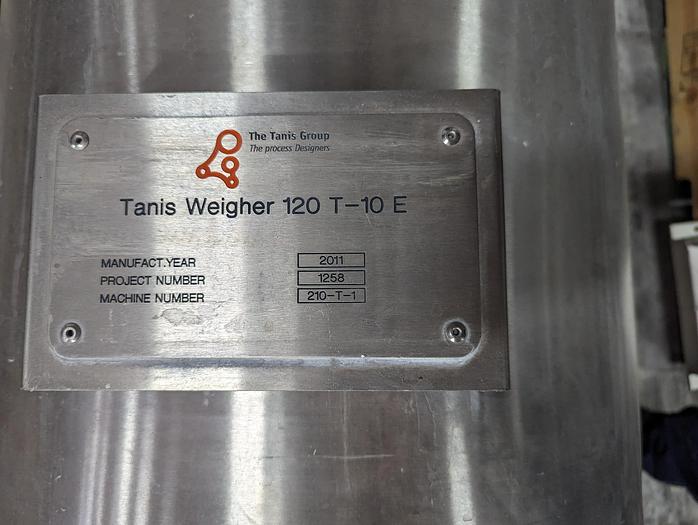 The Tanis Group
The process Designers
Tanis Weigher 120 T-10 E
MANUFACT.YEAR 2011
PROJECT NUMBER 1258
MACHINE NUMBER 210-T-1